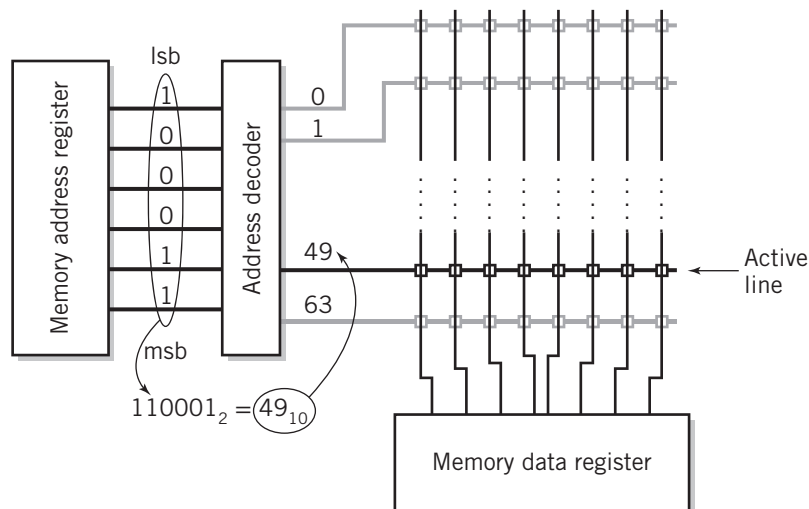 lsb
Memory address register
1
0
0
0
1
1
msb
Address decoder
0
1
49
63
Active
line
110001₂ = 49₁₀
Memory data register